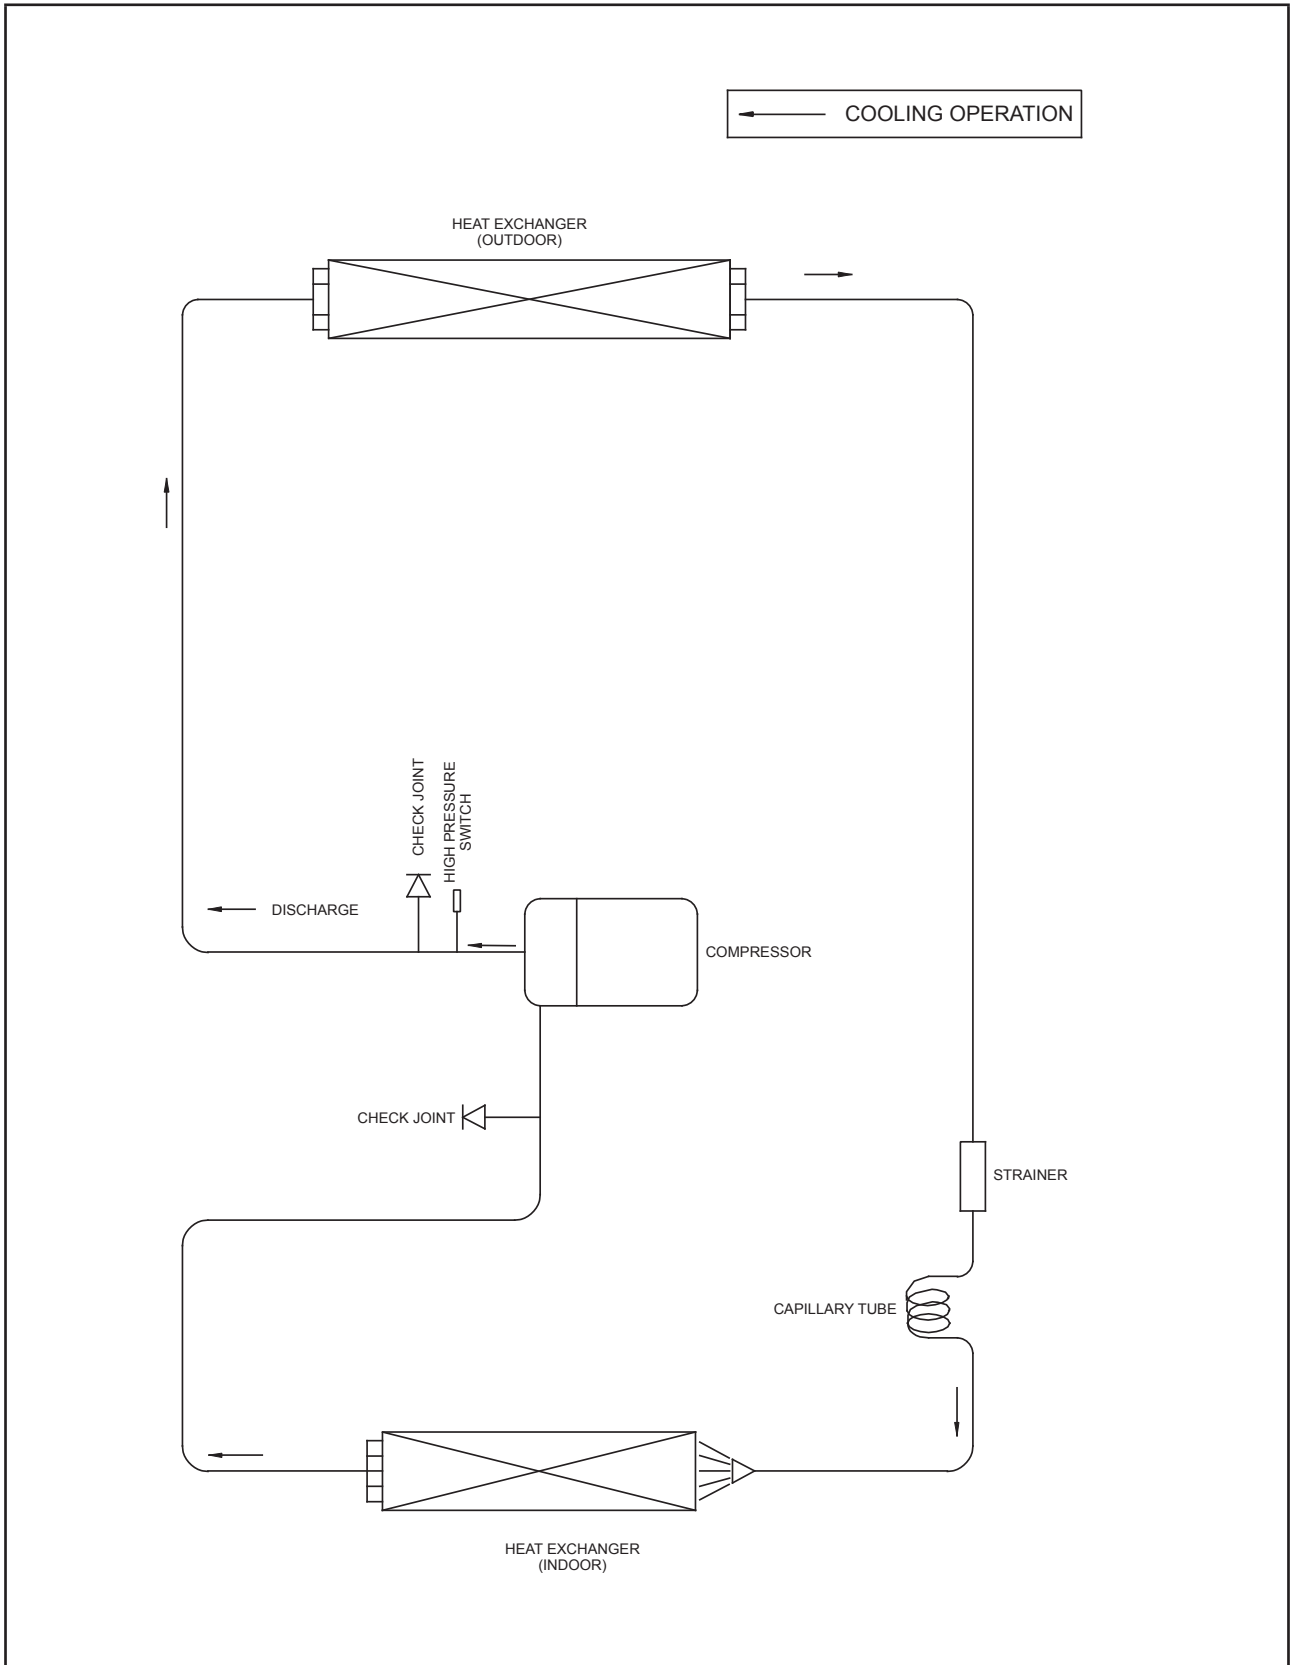 COOLING OPERATION
HEAT EXCHANGER
(OUTDOOR)
CHECK JOINT
HIGH PRESSURE
SWITCH
DISCHARGE
COMPRESSOR
CHECK JOINT
STRAINER
CAPILLARY TUBE
HEAT EXCHANGER
(INDOOR)